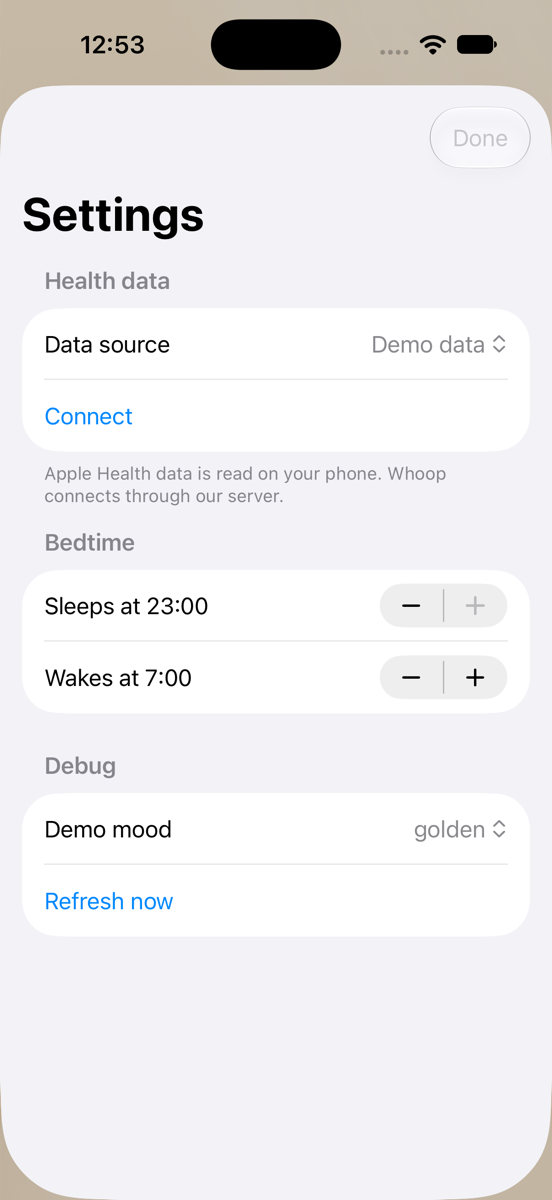 12:53
Done
Settings
Health data
Data source Demo data
Connect
Apple Health data is read on your phone. Whoop
connects through our server.
Bedtime
Sleeps at 23:00 − +
Wakes at 7:00 − +
Debug
Demo mood golden
Refresh now